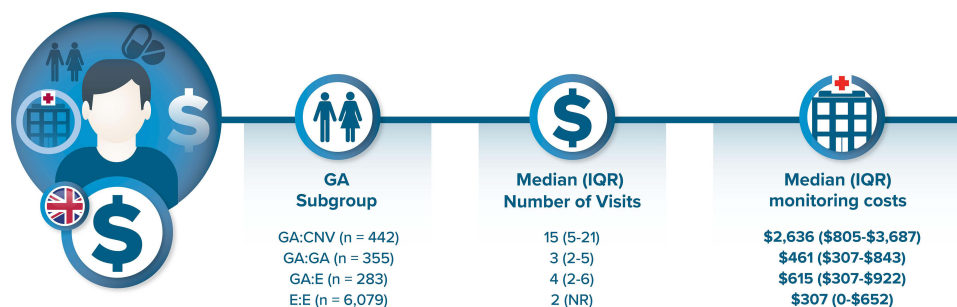 GA
Subgroup
GA:CNV (n = 442)
GA:GA (n = 355)
GA:E (n = 283)
E:E (n = 6,079)
Median (IQR)
Number of Visits
15 (5-21)
3 (2-5)
4 (2-6)
2 (NR)
Median (IQR)
monitoring costs
$2,636 ($805-$3,687)
$461 ($307-$843)
$615 ($307-$922)
$307 (0-$652)